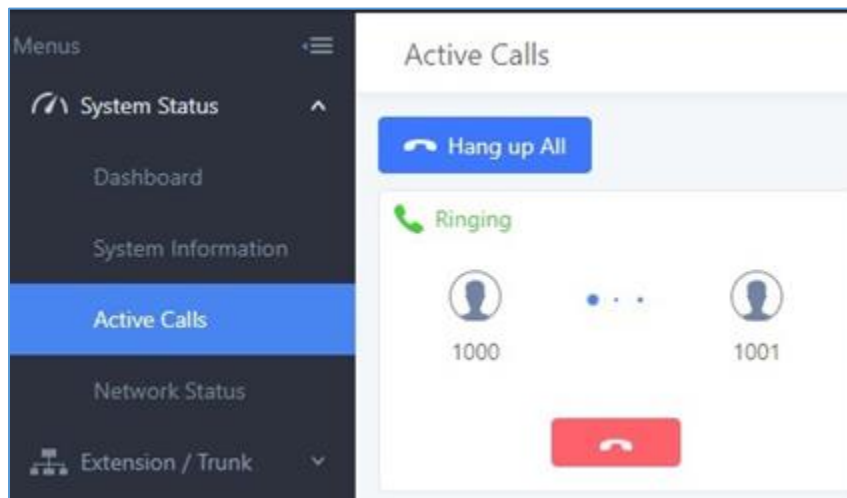 Menus
System Status
Dashboard
System Information
Active Calls
Network Status
Extension / Trunk
Active Calls
Hang up All
Ringing
1000
1001